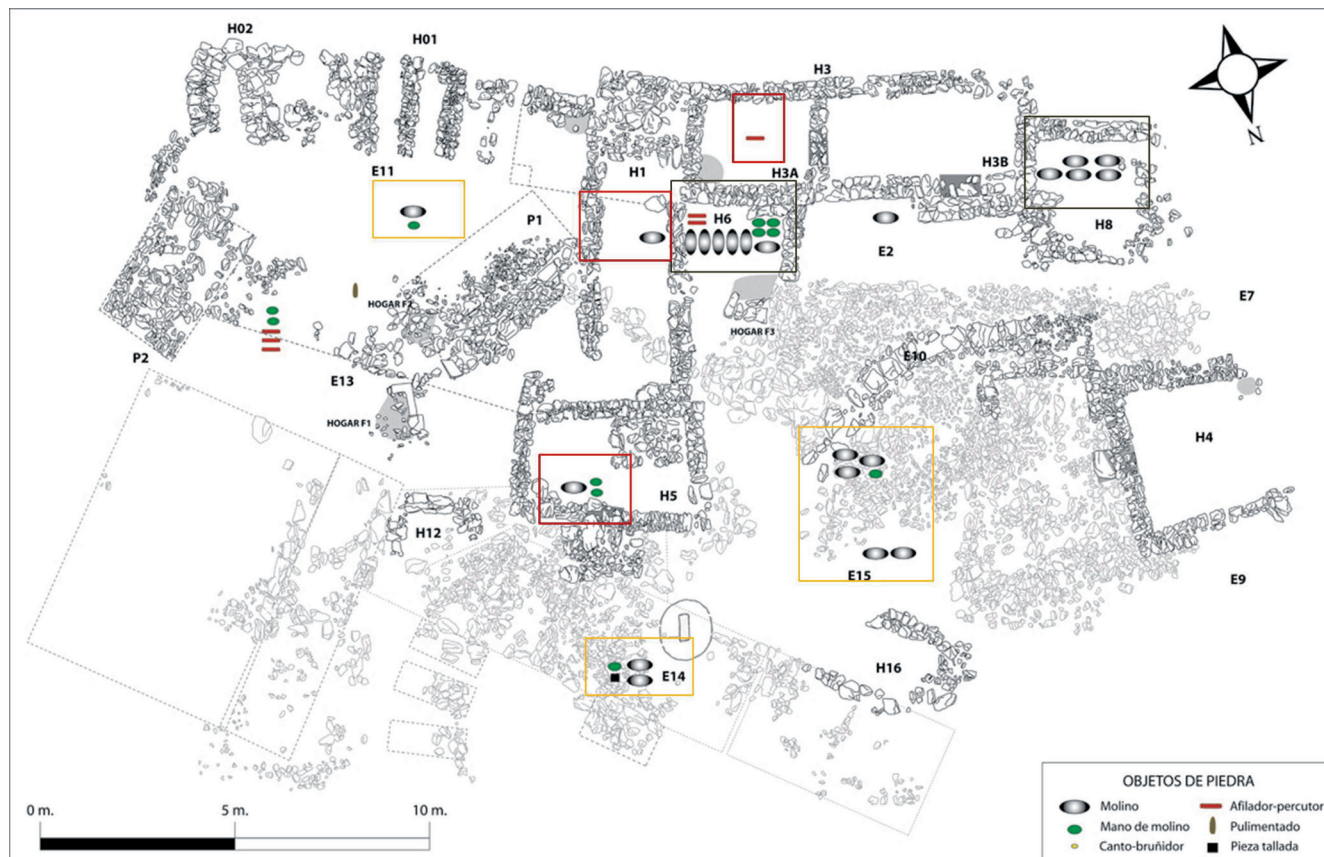 H02
H01
H3
N
E11
H1
H3A
H3B
P1
H6
E2
H8
HOGAR F2
HOGAR F3
E7
P2
E13
E10
HOGAR F1
H4
H5
H12
E15
E9
E14
H16
0 m.
5 m.
10 m.
OBJETOS DE PIEDRA
Molino
Afilador-percutor
Mano de molino
Pulimentado
Canto-bruñidor
Pieza tallada